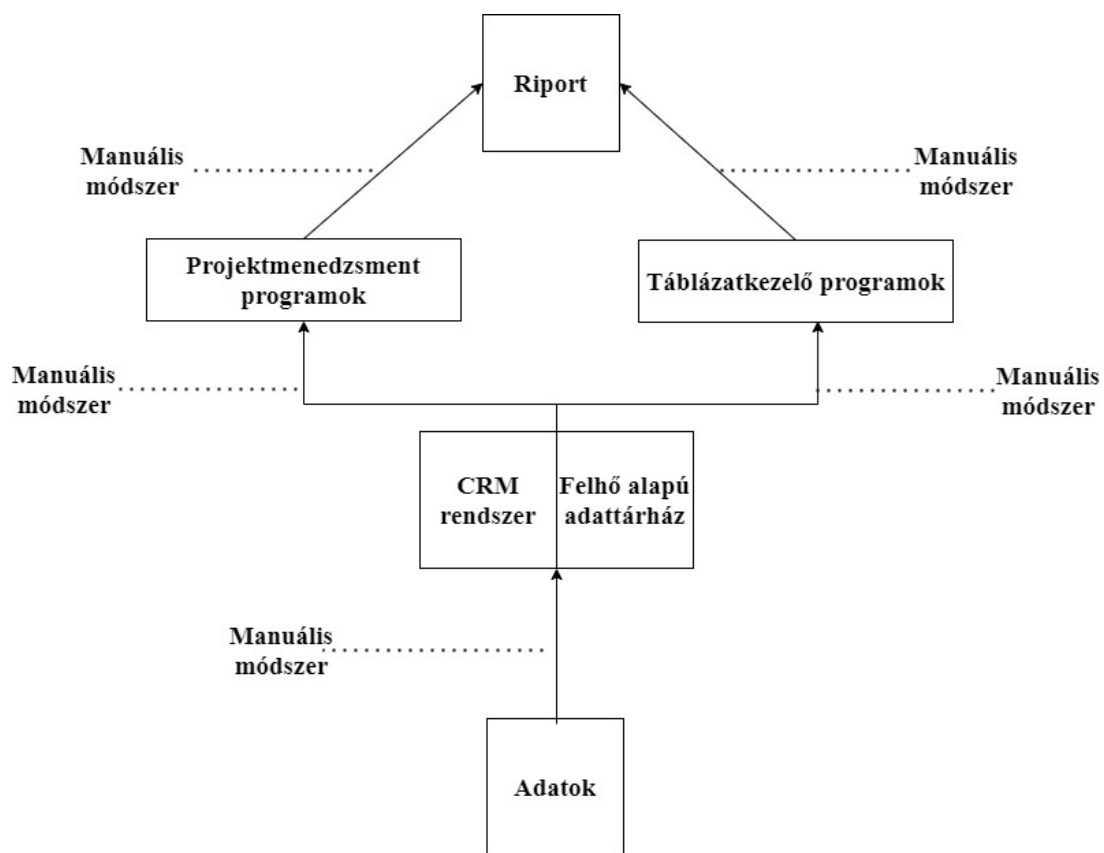 Riport
Manuális
módszer
Manuális
módszer
Projektmenedzsment
programok
Táblázatkezelő programok
Manuális
módszer
Manuális
módszer
CRM
rendszer
Felhő alapú
adattárház
Manuális
módszer
Adatok